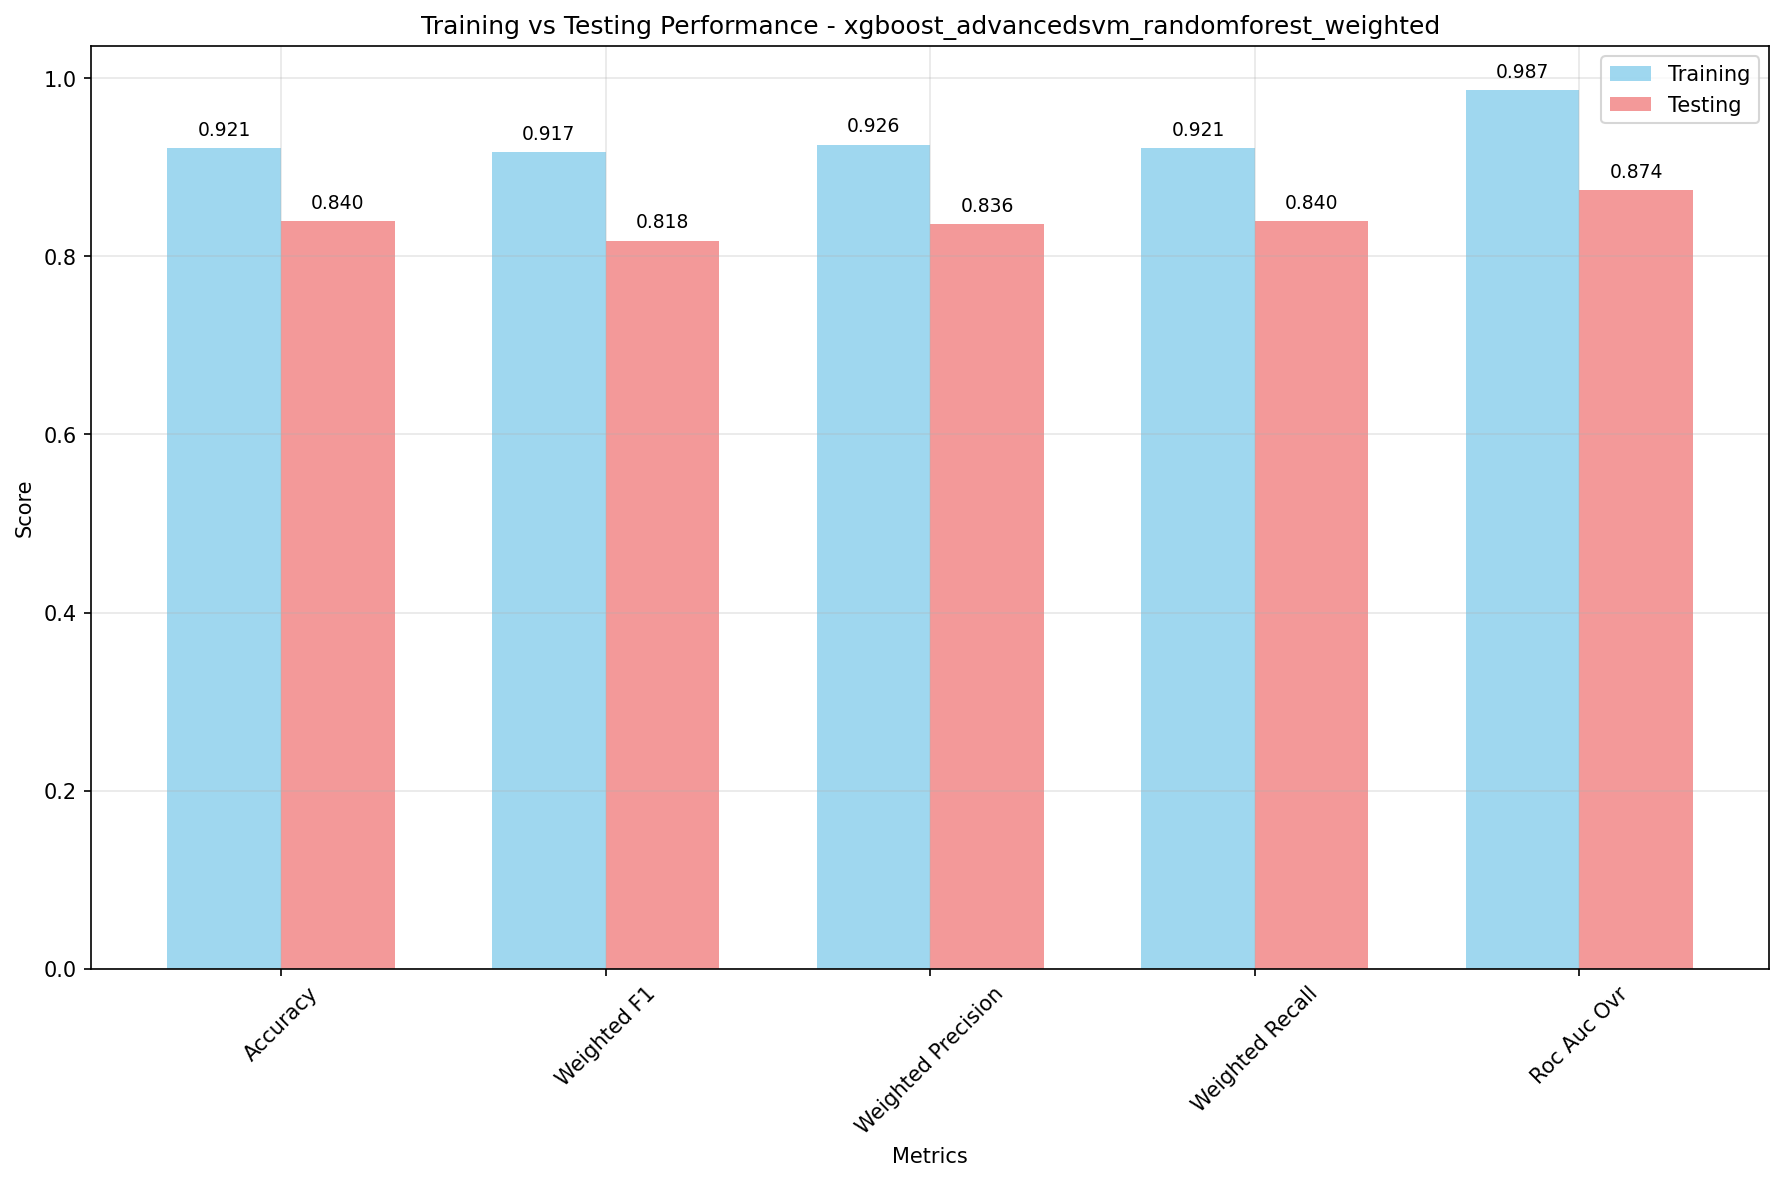 Training vs Testing Performance - xgboost_advancedsvm_randomforest_weighted
Training
Testing
Score
1.0
0.8
0.6
0.4
0.2
0.0
0.921
0.840
0.917
0.818
0.926
0.836
0.921
0.840
0.987
0.874
Accuracy
Weighted F1
Weighted Precision
Weighted Recall
Roc Auc Ovr
Metrics